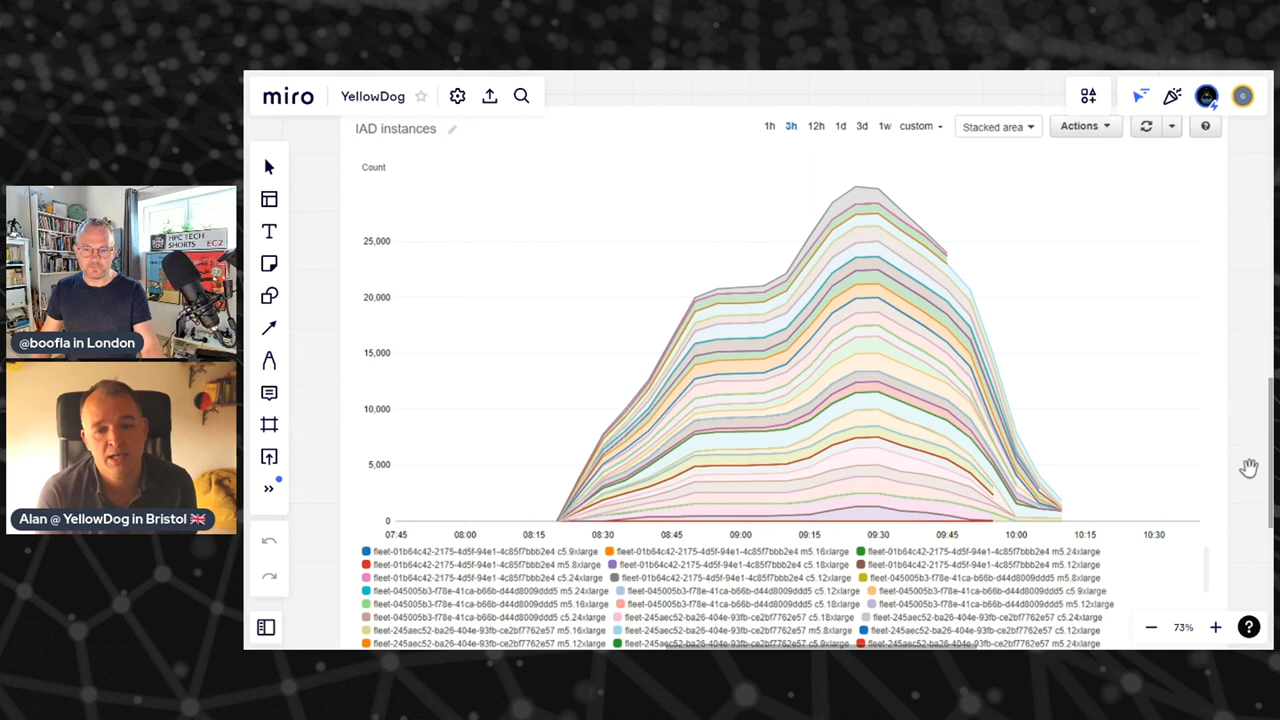 miro
YellowDog
IAD instances
1h 3h 12h 1d 3d 1w custom
Stacked area
Actions
Count
25,000
20,000
15,000
10,000
5,000
0
07:45 08:00 08:15 08:30 08:45 09:00 09:15 09:30 09:45 10:00 10:15 10:30
fleet-01b64c42-2175-4d5f-94e1-4c85f7bbb2e4 c5.9xlarge fleet-01b64c42-2175-4d5f-94e1-4c85f7bbb2e4 m5.16xlarge fleet-01b64c42-2175-4d5f-94e1-4c85f7bbb2e4 m5.24xlarge
fleet-01b64c42-2175-4d5f-94e1-4c85f7bbb2e4 m5.8xlarge fleet-01b64c42-2175-4d5f-94e1-4c85f7bbb2e4 c5.18xlarge fleet-01b64c42-2175-4d5f-94e1-4c85f7bbb2e4 m5.12xlarge
fleet-01b64c42-2175-4d5f-94e1-4c85f7bbb2e4 c5.24xlarge fleet-01b64c42-2175-4d5f-94e1-4c85f7bbb2e4 c5.12xlarge fleet-045005b3-f78e-41ca-b66b-d44d8009ddd5 m5.8xlarge
fleet-045005b3-f78e-41ca-b66b-d44d8009ddd5 m5.24xlarge fleet-045005b3-f78e-41ca-b66b-d44d8009ddd5 c5.12xlarge fleet-045005b3-f78e-41ca-b66b-d44d8009ddd5 c5.9xlarge
fleet-045005b3-f78e-41ca-b66b-d44d8009ddd5 m5.16xlarge fleet-045005b3-f78e-41ca-b66b-d44d8009ddd5 c5.18xlarge fleet-045005b3-f78e-41ca-b66b-d44d8009ddd5 m5.12xlarge
fleet-045005b3-f78e-41ca-b66b-d44d8009ddd5 c5.24xlarge fleet-245aec52-ba26-404e-93fb-ce2bf7762e57 c5.18xlarge fleet-245aec52-ba26-404e-93fb-ce2bf7762e57 c5.24xlarge
fleet-245aec52-ba26-404e-93fb-ce2bf7762e57 m5.16xlarge fleet-245aec52-ba26-404e-93fb-ce2bf7762e57 m5.8xlarge fleet-245aec52-ba26-404e-93fb-ce2bf7762e57 c5.12xlarge
fleet-245aec52-ba26-404e-93fb-ce2bf7762e57 m5.12xlarge fleet-245aec52-ba26-404e-93fb-ce2bf7762e57 c5.9xlarge fleet-245aec52-ba26-404e-93fb-ce2bf7762e57 m5.24xlarge
73%
HPC TECH
SHORTS EC2
@boofla in London
Alan @ YellowDog in Bristol